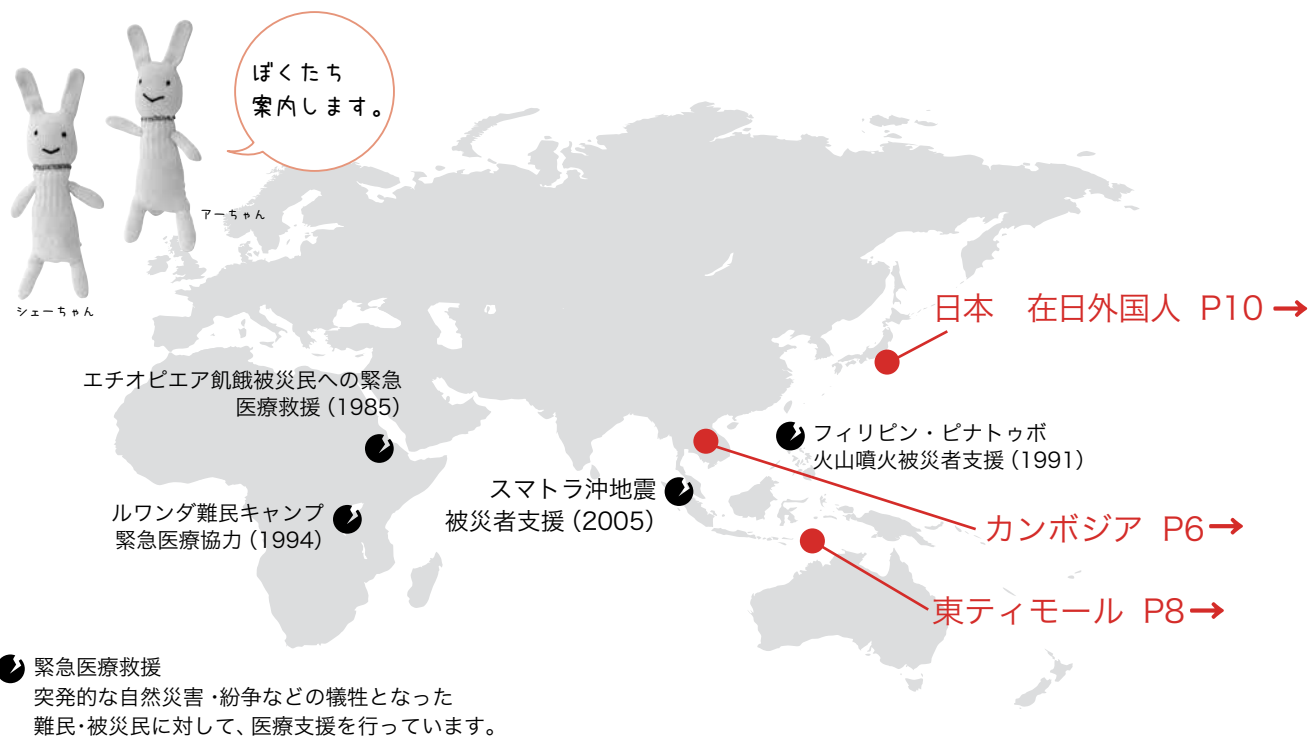 ぼくたち
案内します。
アーちゃん
シェーちゃん
日本　在日外国人 P10
エチオピエア飢餓被災民への緊急
医療救援（1985）
フィリピン・ピナトゥボ
火山噴火被災者支援（1991）
スマトラ沖地震
被災者支援（2005）
ルワンダ難民キャンプ
緊急医療協力（1994）
カンボジア P6
東ティモール P8
緊急医療救援
突発的な自然災害・紛争などの犠牲となった
難民・被災民に対して、医療支援を行っています。